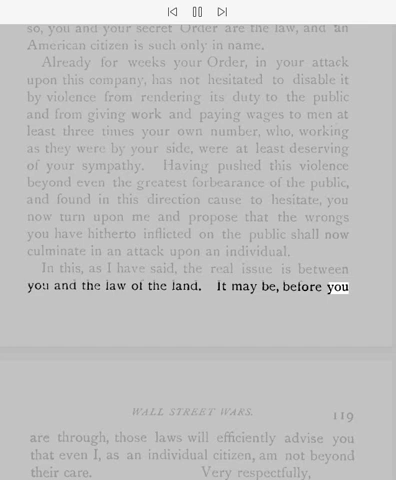 so, you and your secret Order are the law, and an
American citizen is such only in name.
Already for weeks your Order, in your attack
upon this company, has not hesitated to disable it
by violence from rendering its duty to the public
and from giving work and paying wages to men at
least three times your own number, who, working
as they were by your side, were at least deserving
of your sympathy. Having pushed this violence
beyond even the greatest forbearance of the public,
and found in this direction cause to hesitate, you
now turn upon me and propose that the wrongs
you have hitherto inflicted on the public shall now
culminate in an attack upon an individual.
In this, as I have said, the real issue is between
you and the law of the land. It may be, before you
WALL STREET WARS. 119
are through, those laws will efficiently advise you
that even I, as an individual citizen, am not beyond
their care. Very respectfully,